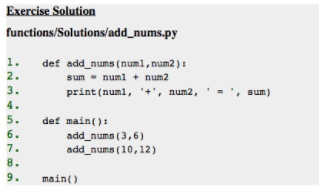 Exercise Solution
functions/Solutions/add_nums.py
1. def add_nums(num1,num2):
2. sum = num1 + num2
3. print(num1, '+', num2, ' = ', sum)
4.
5. def main():
6. add_nums(3,6)
7. add_nums(10,12)
8.
9. main()